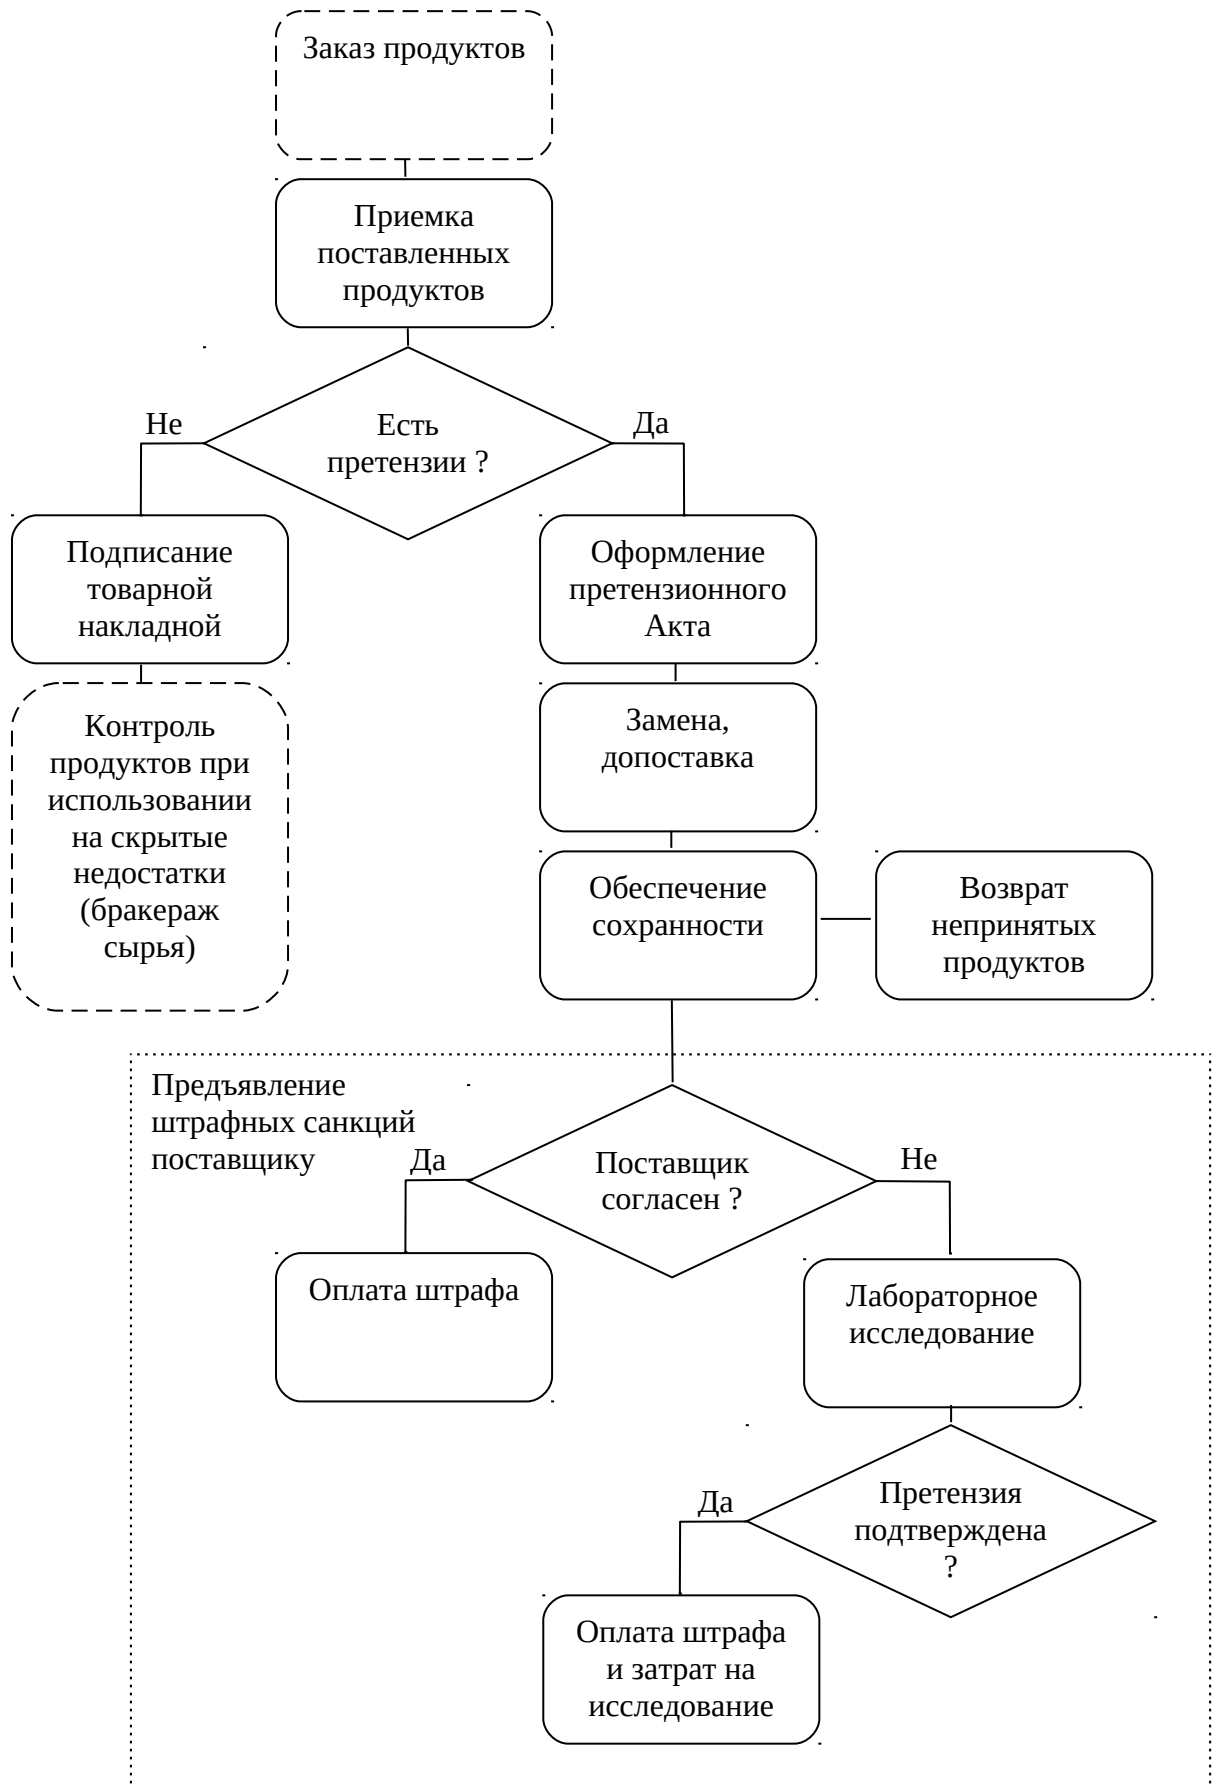 Заказ продуктов
Приемка
поставленных
продуктов
Есть
претензии ?
Не
Да
Подписание
товарной
накладной
Оформление
претензионного
Акта
Контроль
продуктов при
использовании
на скрытые
недостатки
(бракераж
сырья)
Замена,
допоставка
Обеспечение
сохранности
Возврат
непринятых
продуктов
Предъявление
штрафных санкций
поставщику
Да
Поставщик
согласен ?
Не
Оплата штрафа
Лабораторное
исследование
Да
Претензия
подтверждена
?
Оплата штрафа
и затрат на
исследование